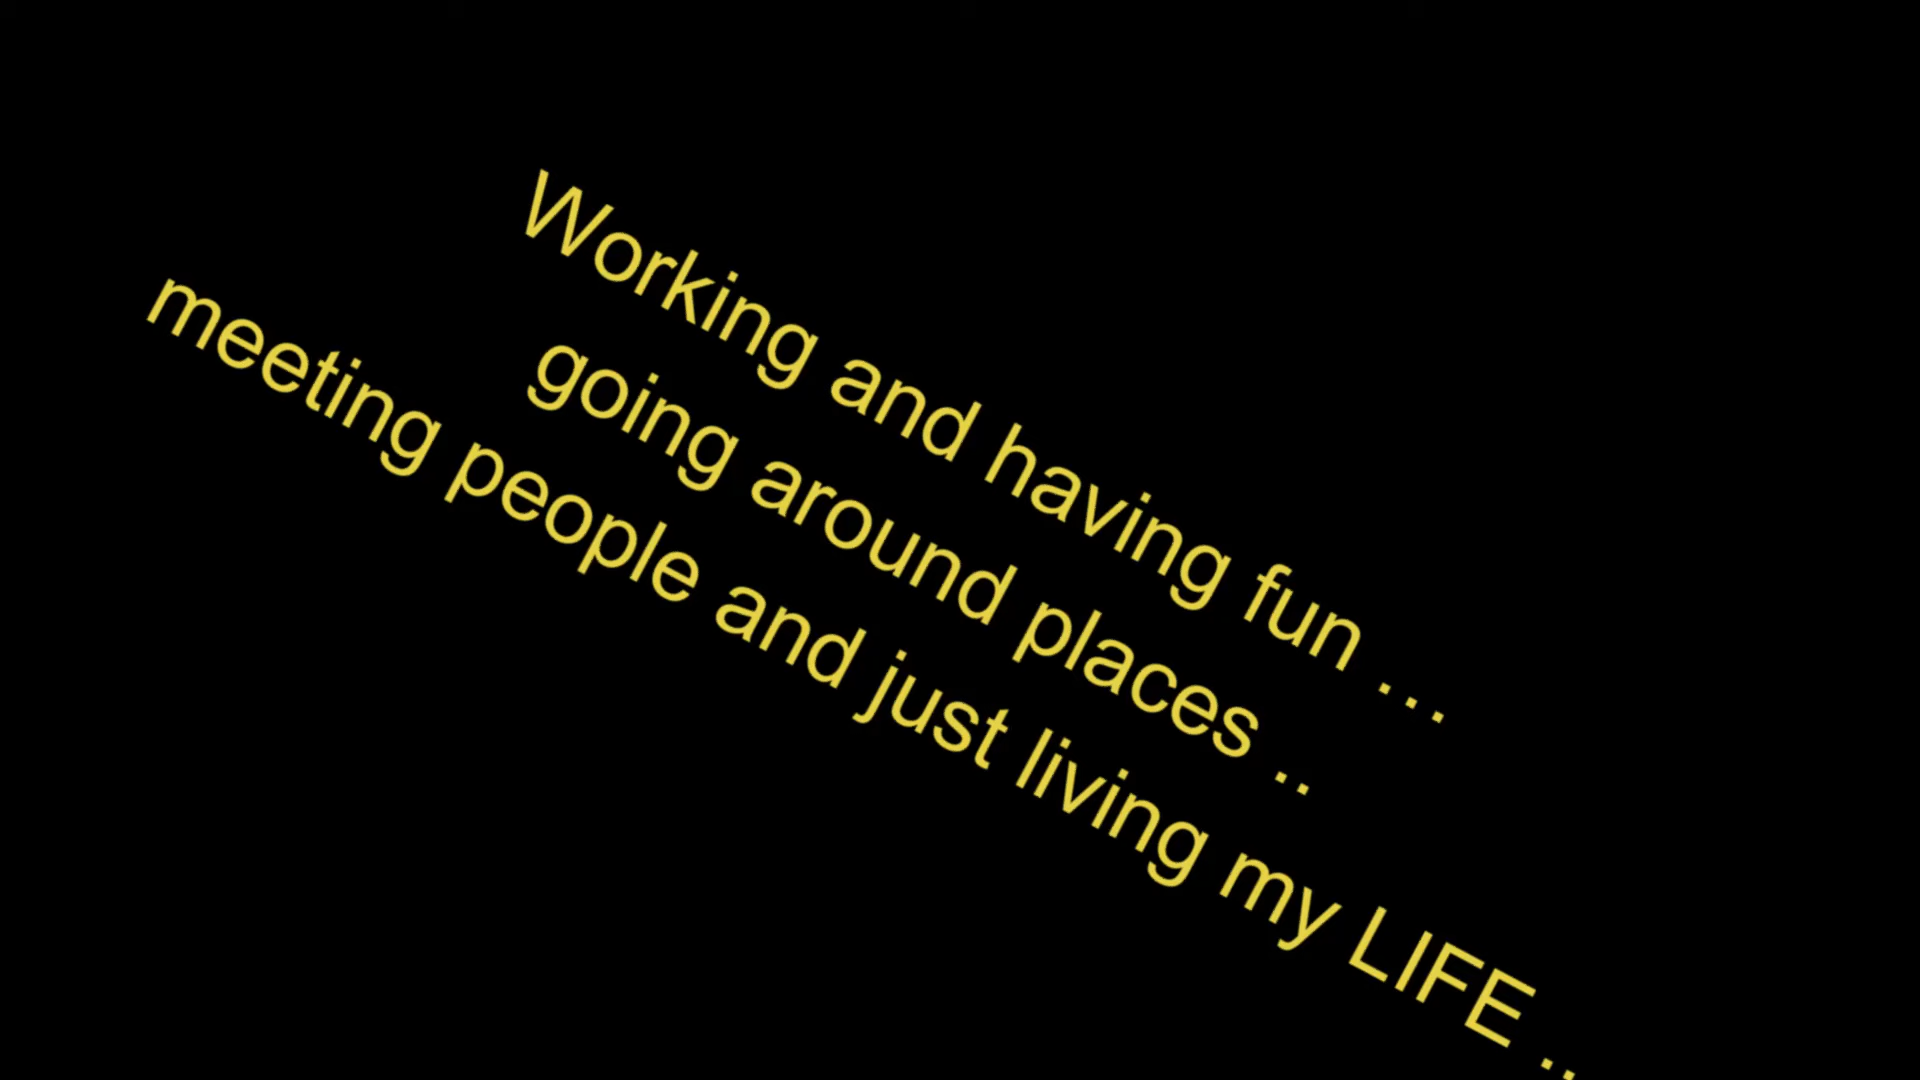 Working and having fun ...
going around places ..
meeting people and just living my LIFE ..